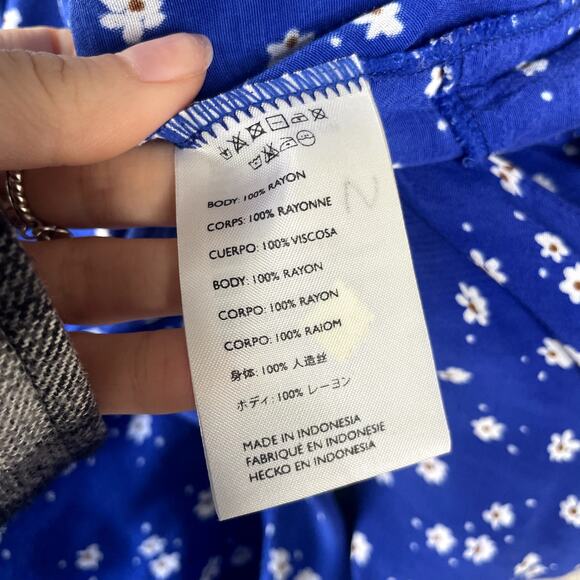 BODY: 100% RAYON
CORPS: 100% RAYONNE
CUERPO: 100% VISCOSA
BODY: 100% RAYON
CORPO: 100% RAYON
CORPO: 100% RAIOM
身体: 100% 人造丝
ボディ: 100% レーヨン
MADE IN INDONESIA
FABRIQUÉ EN INDONESIE
HECKO EN INDONESIA
N